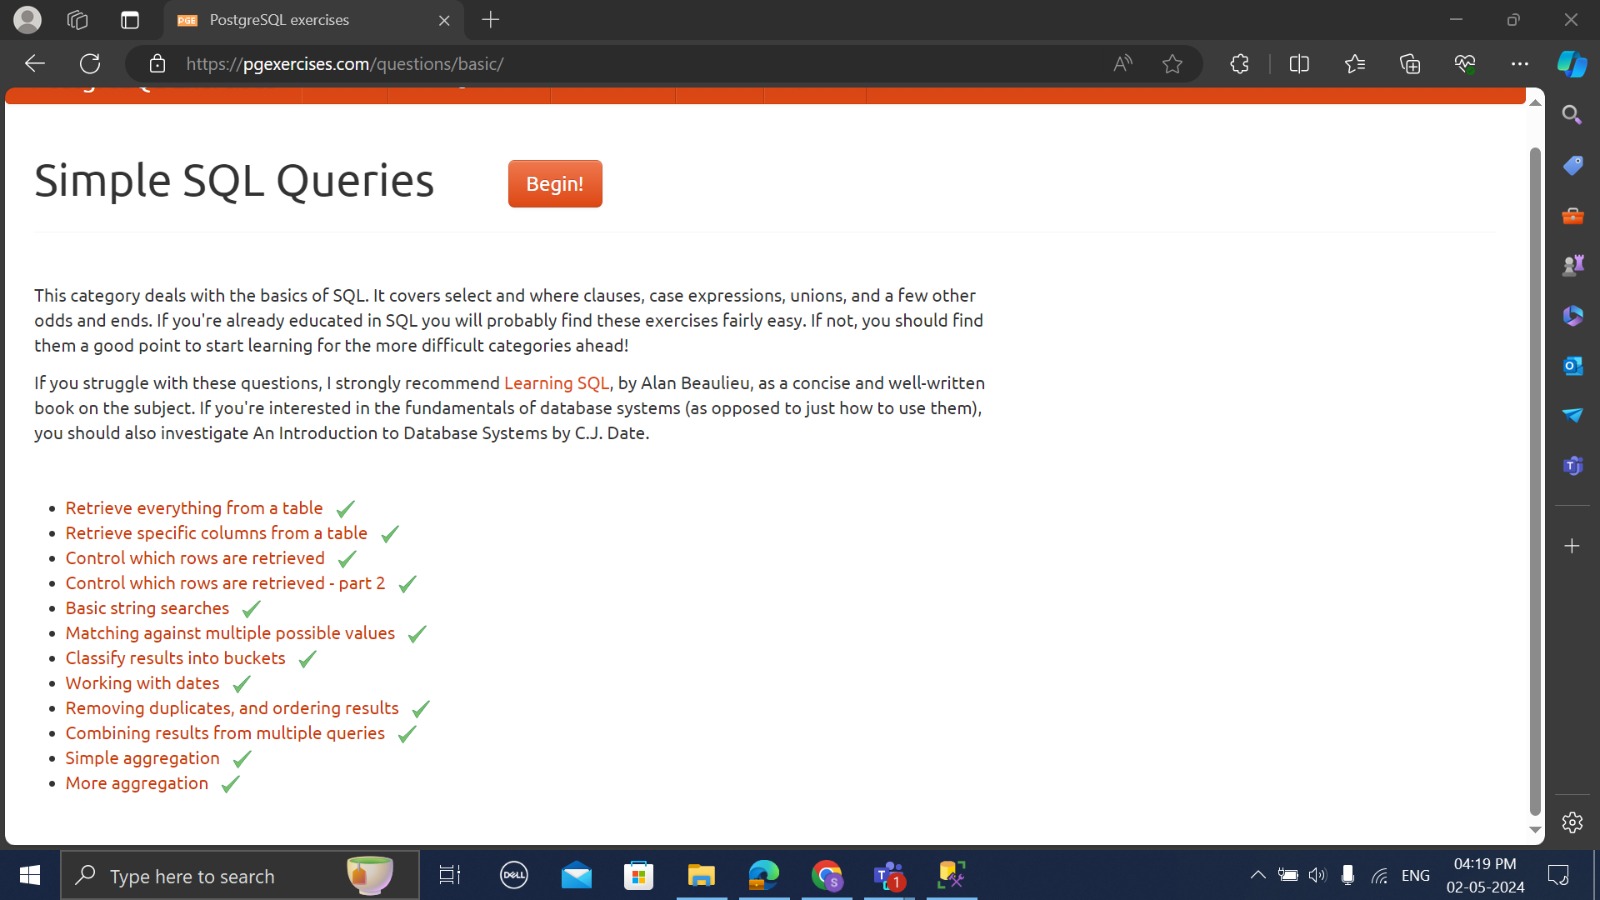 PGE PostgreSQL exercises
https://pgexercises.com/questions/basic/
Simple SQL Queries
Begin!
This category deals with the basics of SQL. It covers select and where clauses, case expressions, unions, and a few other
odds and ends. If you're already educated in SQL you will probably find these exercises fairly easy. If not, you should find
them a good point to start learning for the more difficult categories ahead!
If you struggle with these questions, I strongly recommend Learning SQL, by Alan Beaulieu, as a concise and well-written
book on the subject. If you're interested in the fundamentals of database systems (as opposed to just how to use them),
you should also investigate An Introduction to Database Systems by C.J. Date.
Retrieve everything from a table
Retrieve specific columns from a table
Control which rows are retrieved
Control which rows are retrieved - part 2
Basic string searches
Matching against multiple possible values
Classify results into buckets
Working with dates
Removing duplicates, and ordering results
Combining results from multiple queries
Simple aggregation
More aggregation
Type here to search
DELL
S
1
ENG
04:19 PM
02-05-2024